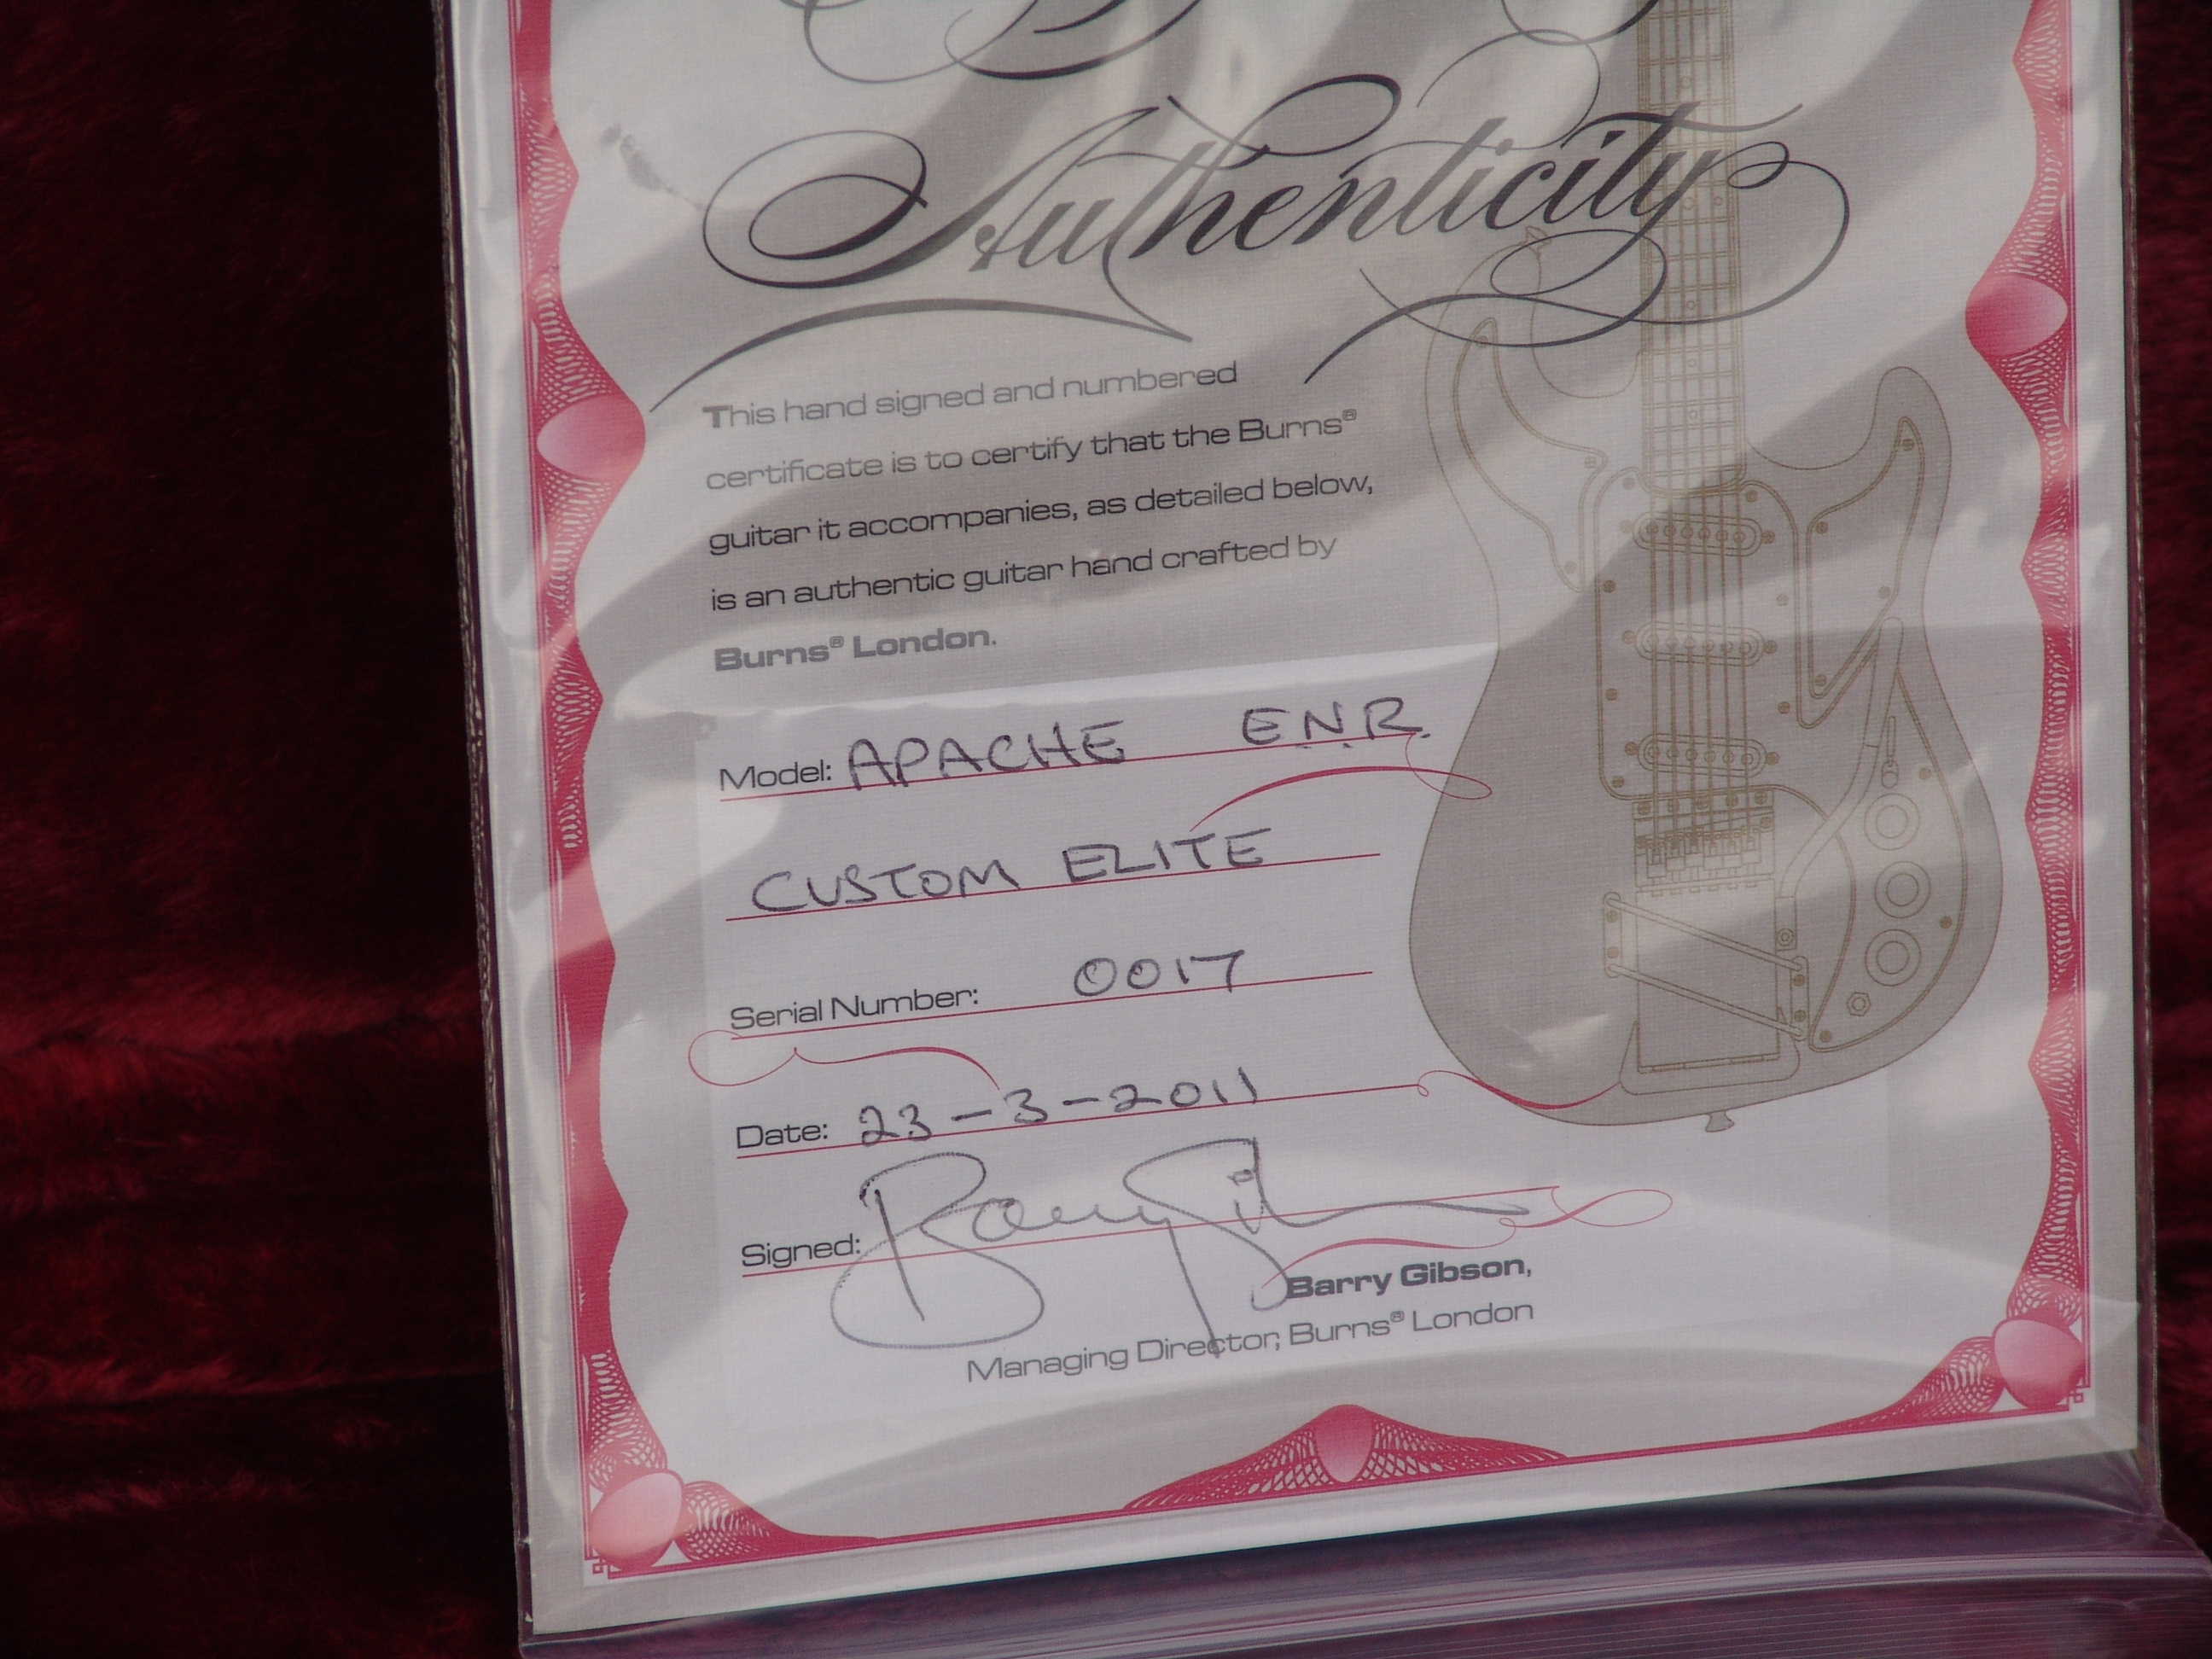 Authenticity
This hand signed and numbered
certificate is to certify that the Burns®
guitar it accompanies, as detailed below,
is an authentic guitar hand crafted by
Burns® London.
Model: APACHE E.N.R.
CUSTOM ELITE
Serial Number: 0017
Date: 23-3-2011
Signed: Barry Gibson
Barry Gibson,
Managing Director, Burns® London